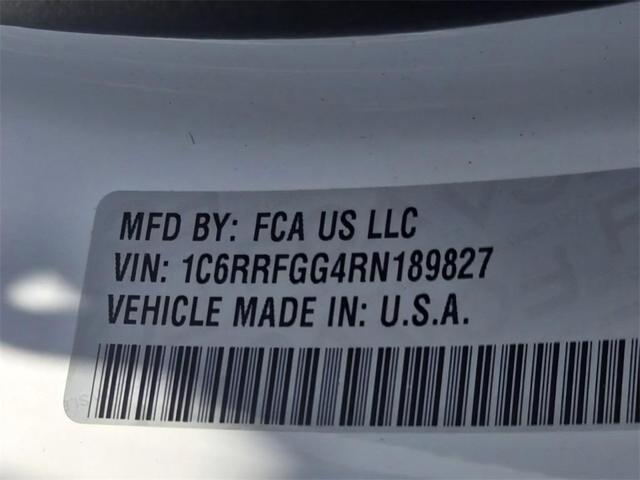 MFD BY: FCA US LLC
VIN: 1C6RRFGG4RN189827
VEHICLE MADE IN: U.S.A.